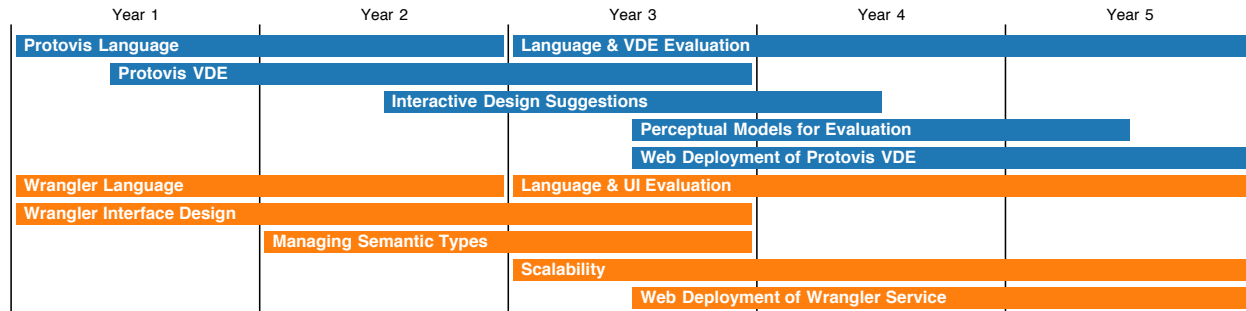 Year 1 Year 2 Year 3 Year 4 Year 5
Protovis Language Language & VDE Evaluation
Protovis VDE
Interactive Design Suggestions
Perceptual Models for Evaluation
Web Deployment of Protovis VDE
Wrangler Language Language & UI Evaluation
Wrangler Interface Design
Managing Semantic Types
Scalability
Web Deployment of Wrangler Service